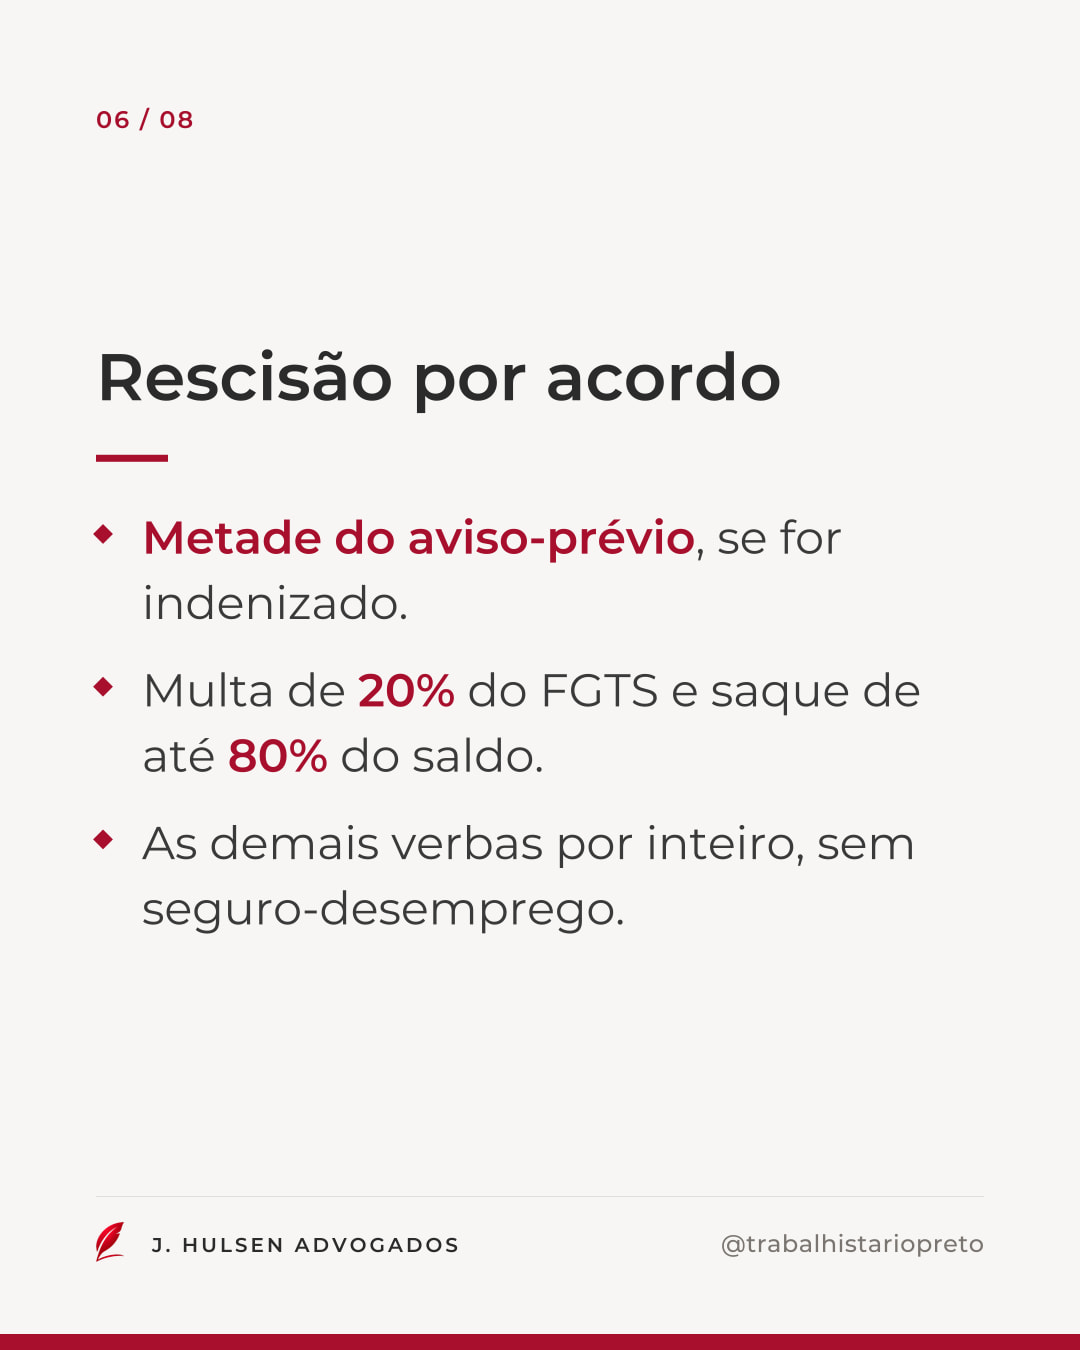 06 / 08
Rescisão por acordo
Metade do aviso-prévio, se for
indenizado.
Multa de 20% do FGTS e saque de
até 80% do saldo.
As demais verbas por inteiro, sem
seguro-desemprego.
J. HULSEN ADVOGADOS
@trabalhistariopreto